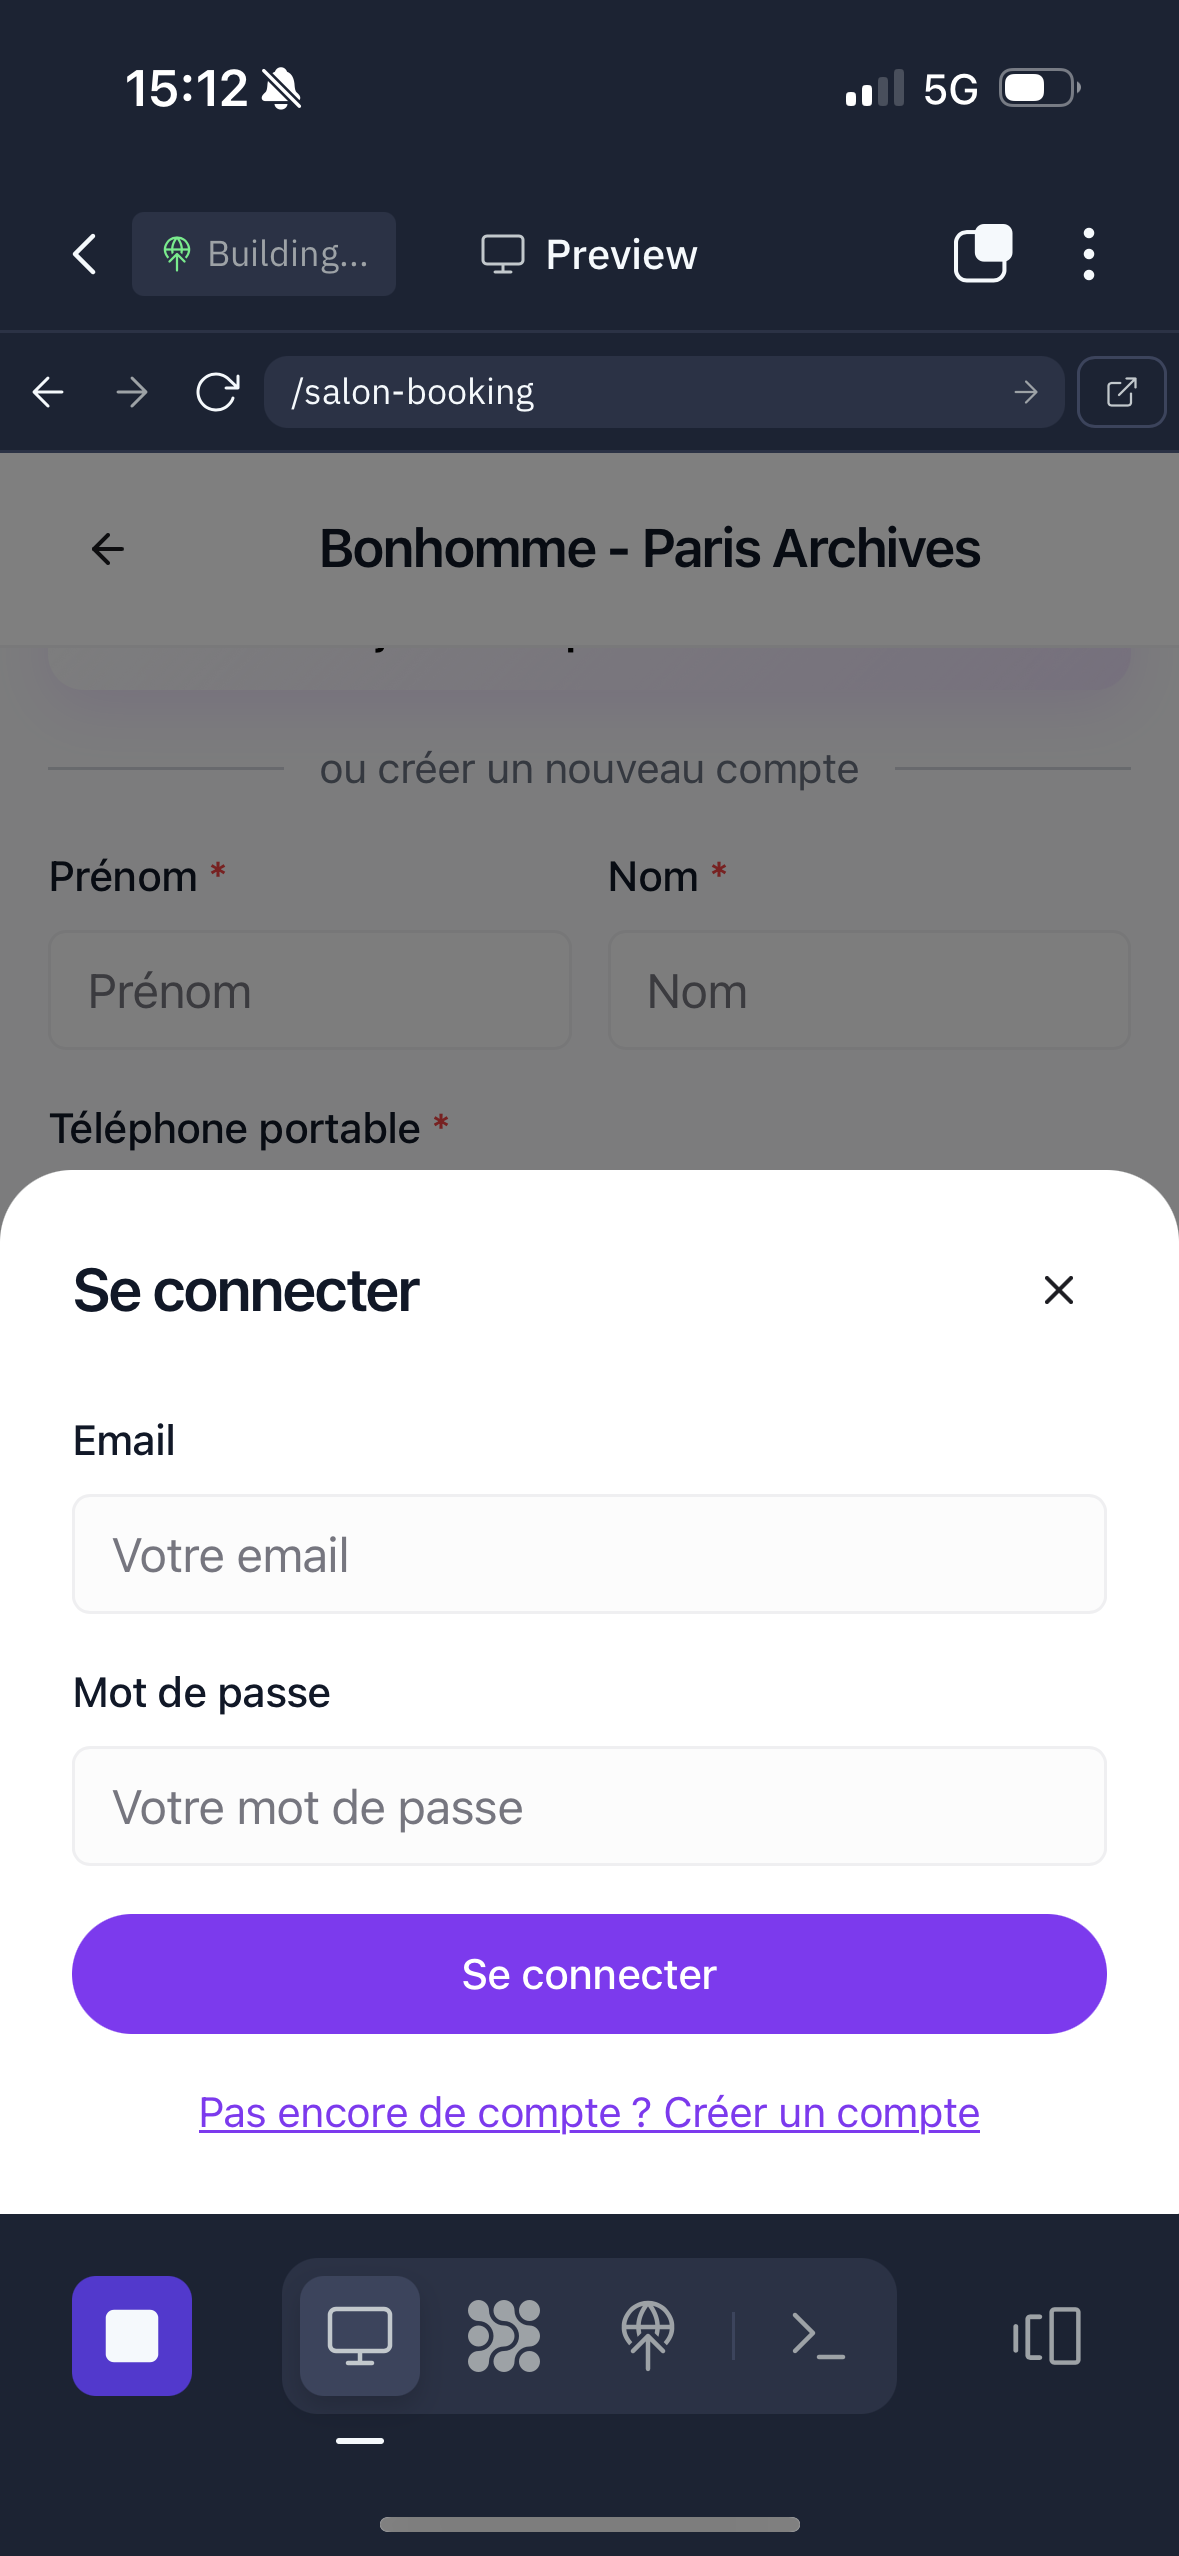 15:12
5G
Building...
Preview
/salon-booking
Bonhomme - Paris Archives
ou créer un nouveau compte
Prénom *
Nom *
Prénom
Nom
Téléphone portable *
Se connecter
Email
Votre email
Mot de passe
Votre mot de passe
Se connecter
Pas encore de compte ? Créer un compte